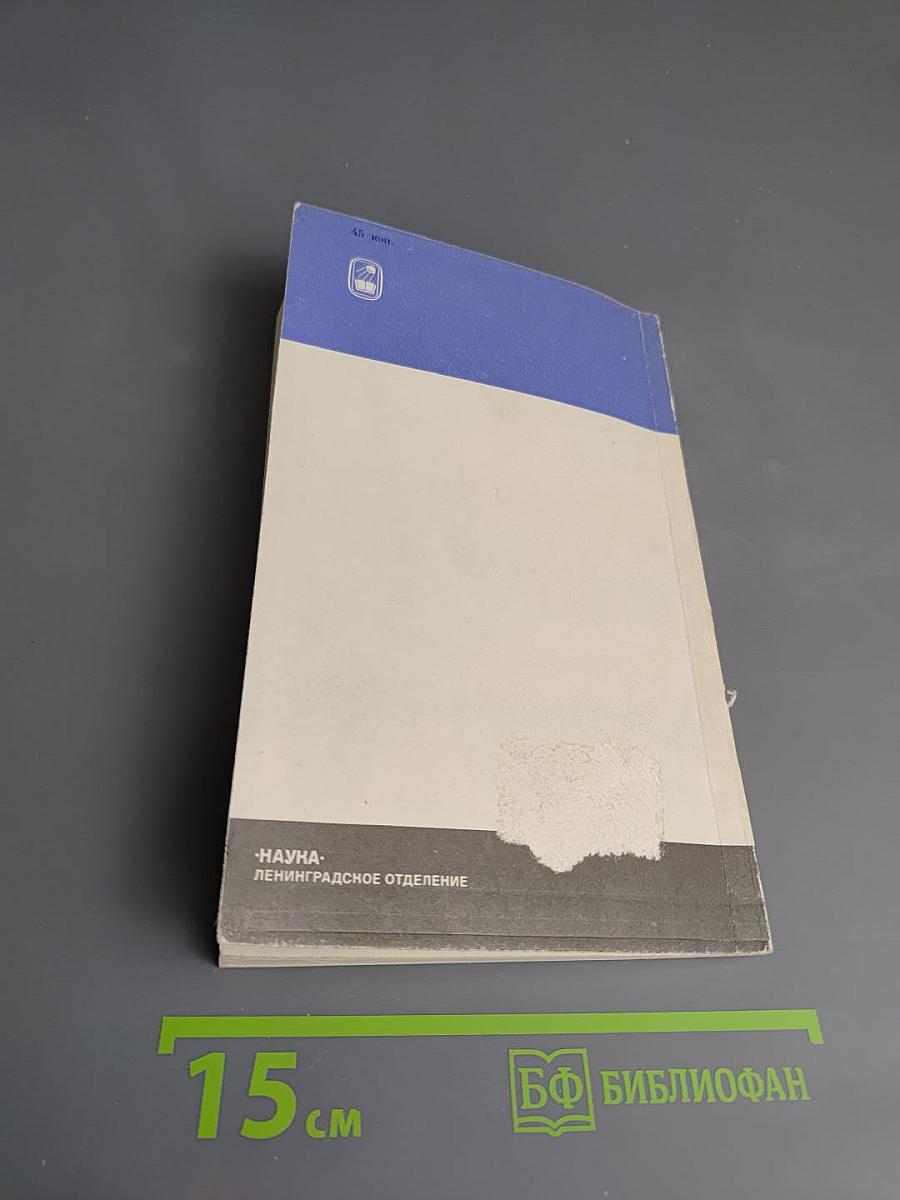 45 коп.
·НАУКА·
ЛЕНИНГРАДСКОЕ ОТДЕЛЕНИЕ
15 см
БФ БИБЛИОФАН